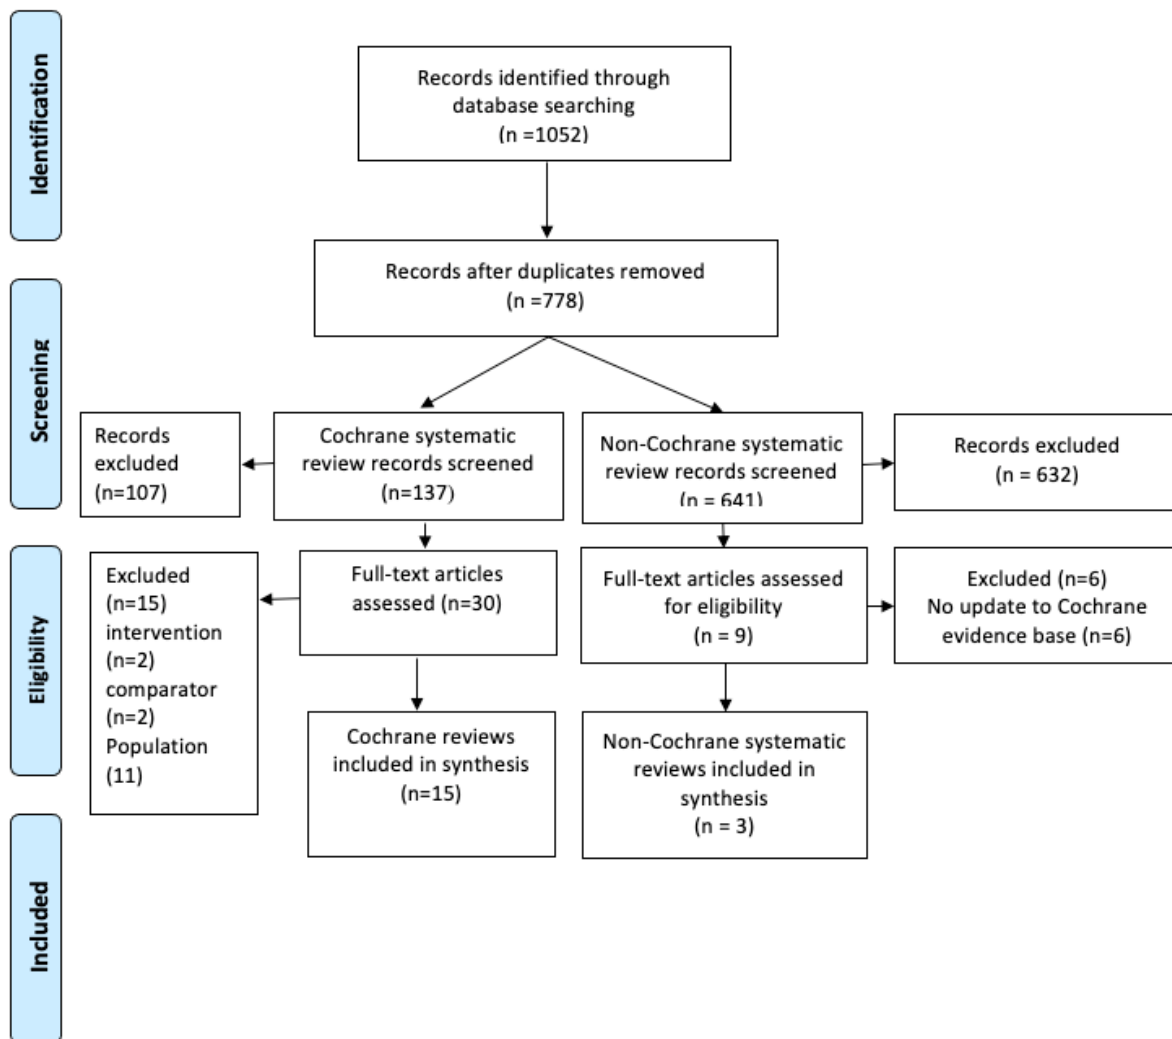 Identification
Records identified through
database searching
(n =1052)
Records after duplicates removed
(n =778)
Screening
Records
excluded
(n=107)
Cochrane systematic
review records screened
(n=137)
Non-Cochrane systematic
review records screened
(n = 641)
Records excluded
(n = 632)
Eligibility
Excluded
(n=15)
intervention
(n=2)
comparator
(n=2)
Population
(11)
Full-text articles
assessed (n=30)
Full-text articles assessed
for eligibility
(n = 9)
Excluded (n=6)
No update to Cochrane
evidence base (n=6)
Cochrane reviews
included in synthesis
(n=15)
Non-Cochrane systematic
reviews included in
synthesis
(n = 3)
Included